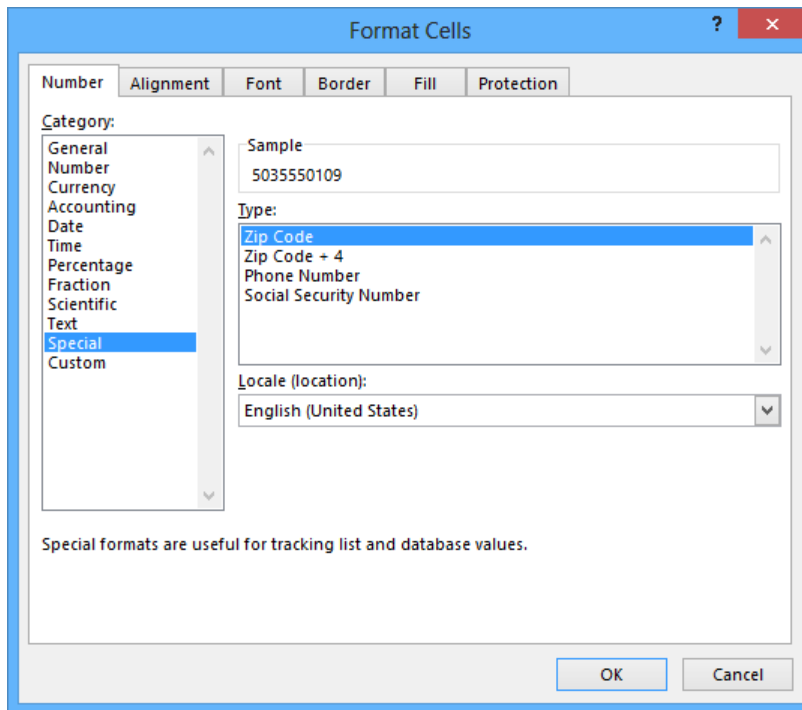 Format Cells
?
Number Alignment Font Border Fill Protection
Category:
General
Number
Currency
Accounting
Date
Time
Percentage
Fraction
Scientific
Text
Special
Custom
Sample
5035550109
Type:
Zip Code
Zip Code + 4
Phone Number
Social Security Number
Locale (location):
English (United States)
Special formats are useful for tracking list and database values.
OK Cancel